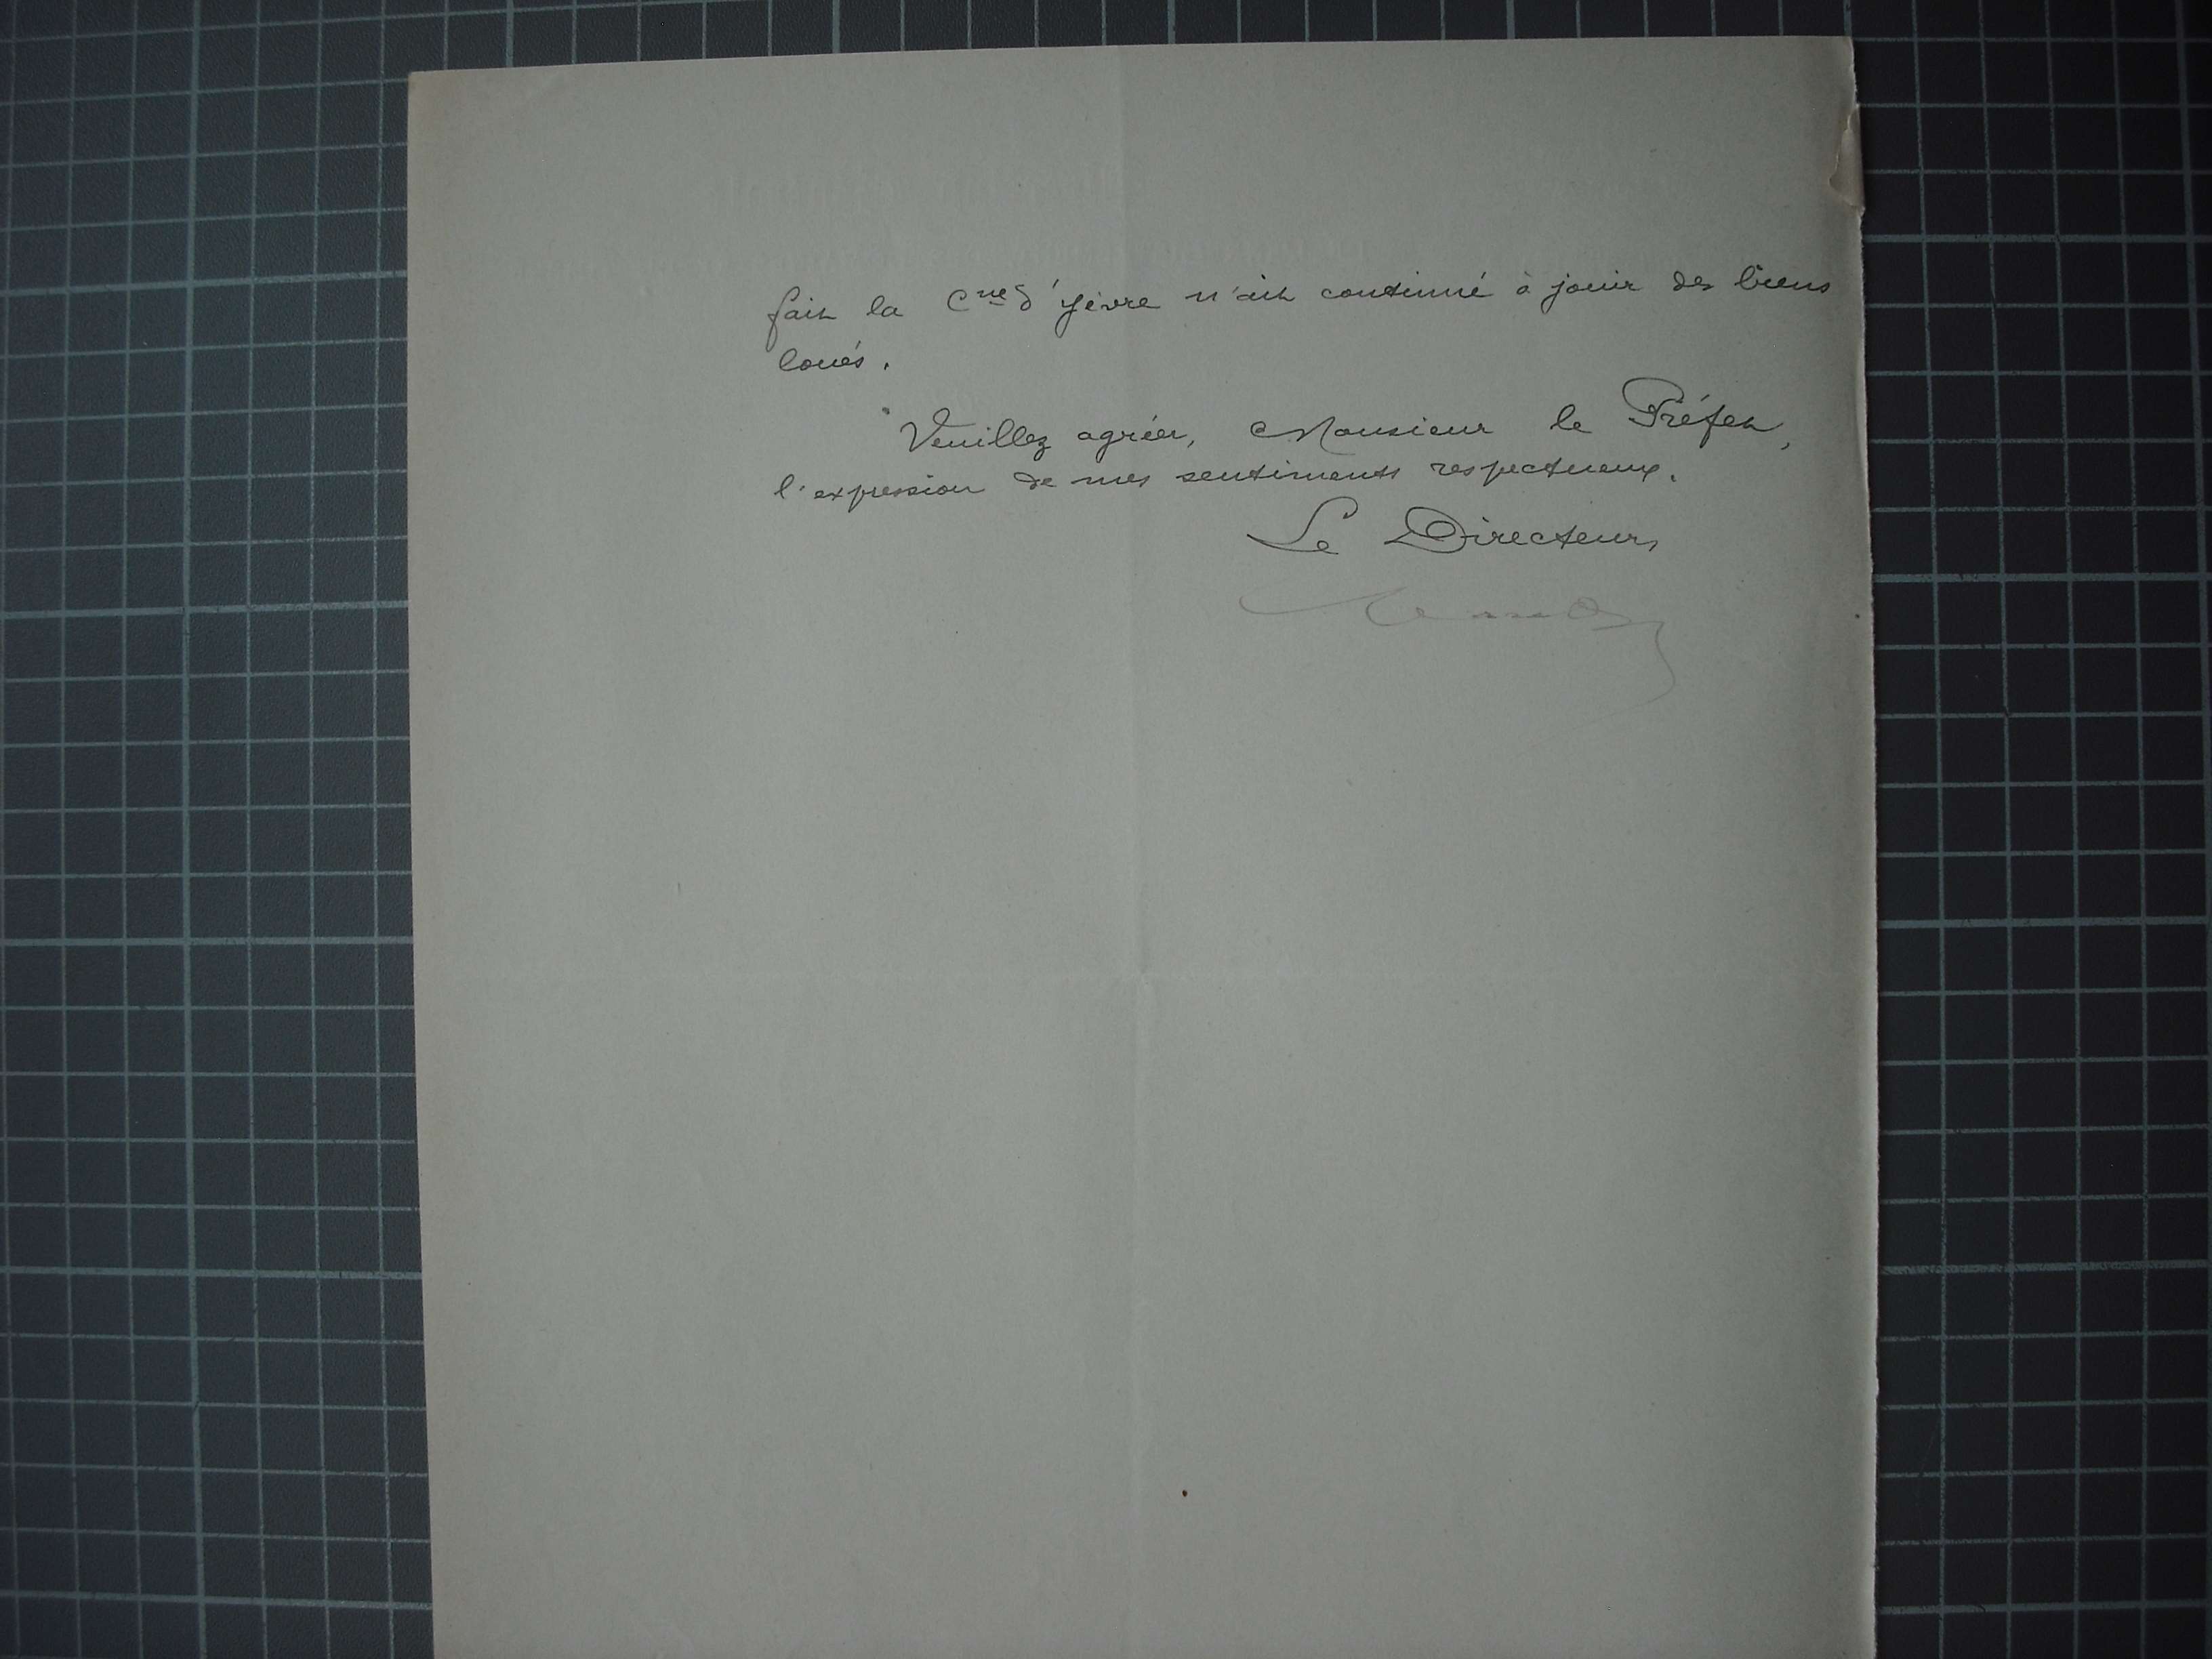 fait la Cne d'Yèvre n'ait continué à jouir des biens
loués.
Veuillez agréer, Monsieur le Préfet,
l'expression de mes sentiments respectueux.
Le Directeur,